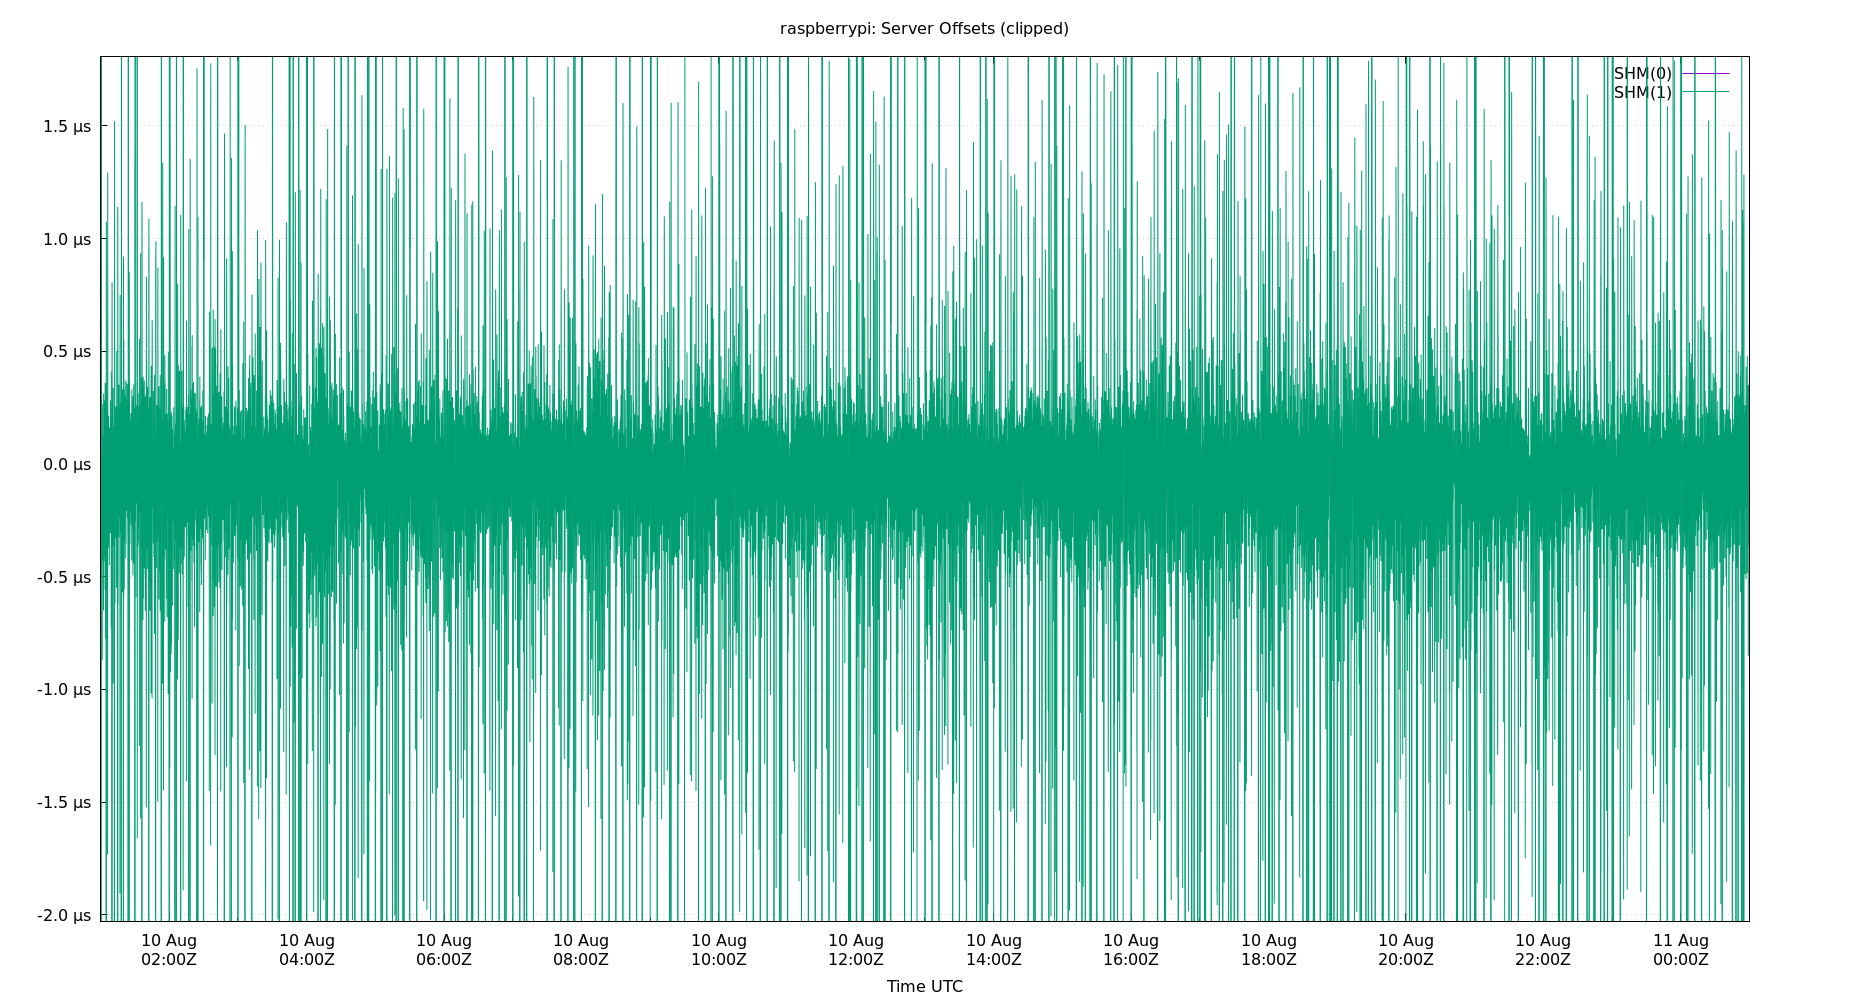 raspberrypi: Server Offsets (clipped)
SHM(0)
SHM(1)
1.5 µs
1.0 µs
0.5 µs
0.0 µs
-0.5 µs
-1.0 µs
-1.5 µs
-2.0 µs
10 Aug 10 Aug 10 Aug 10 Aug 10 Aug 10 Aug 10 Aug 10 Aug 10 Aug 10 Aug 10 Aug 11 Aug
02:00Z 04:00Z 06:00Z 08:00Z 10:00Z 12:00Z 14:00Z 16:00Z 18:00Z 20:00Z 22:00Z 00:00Z
Time UTC